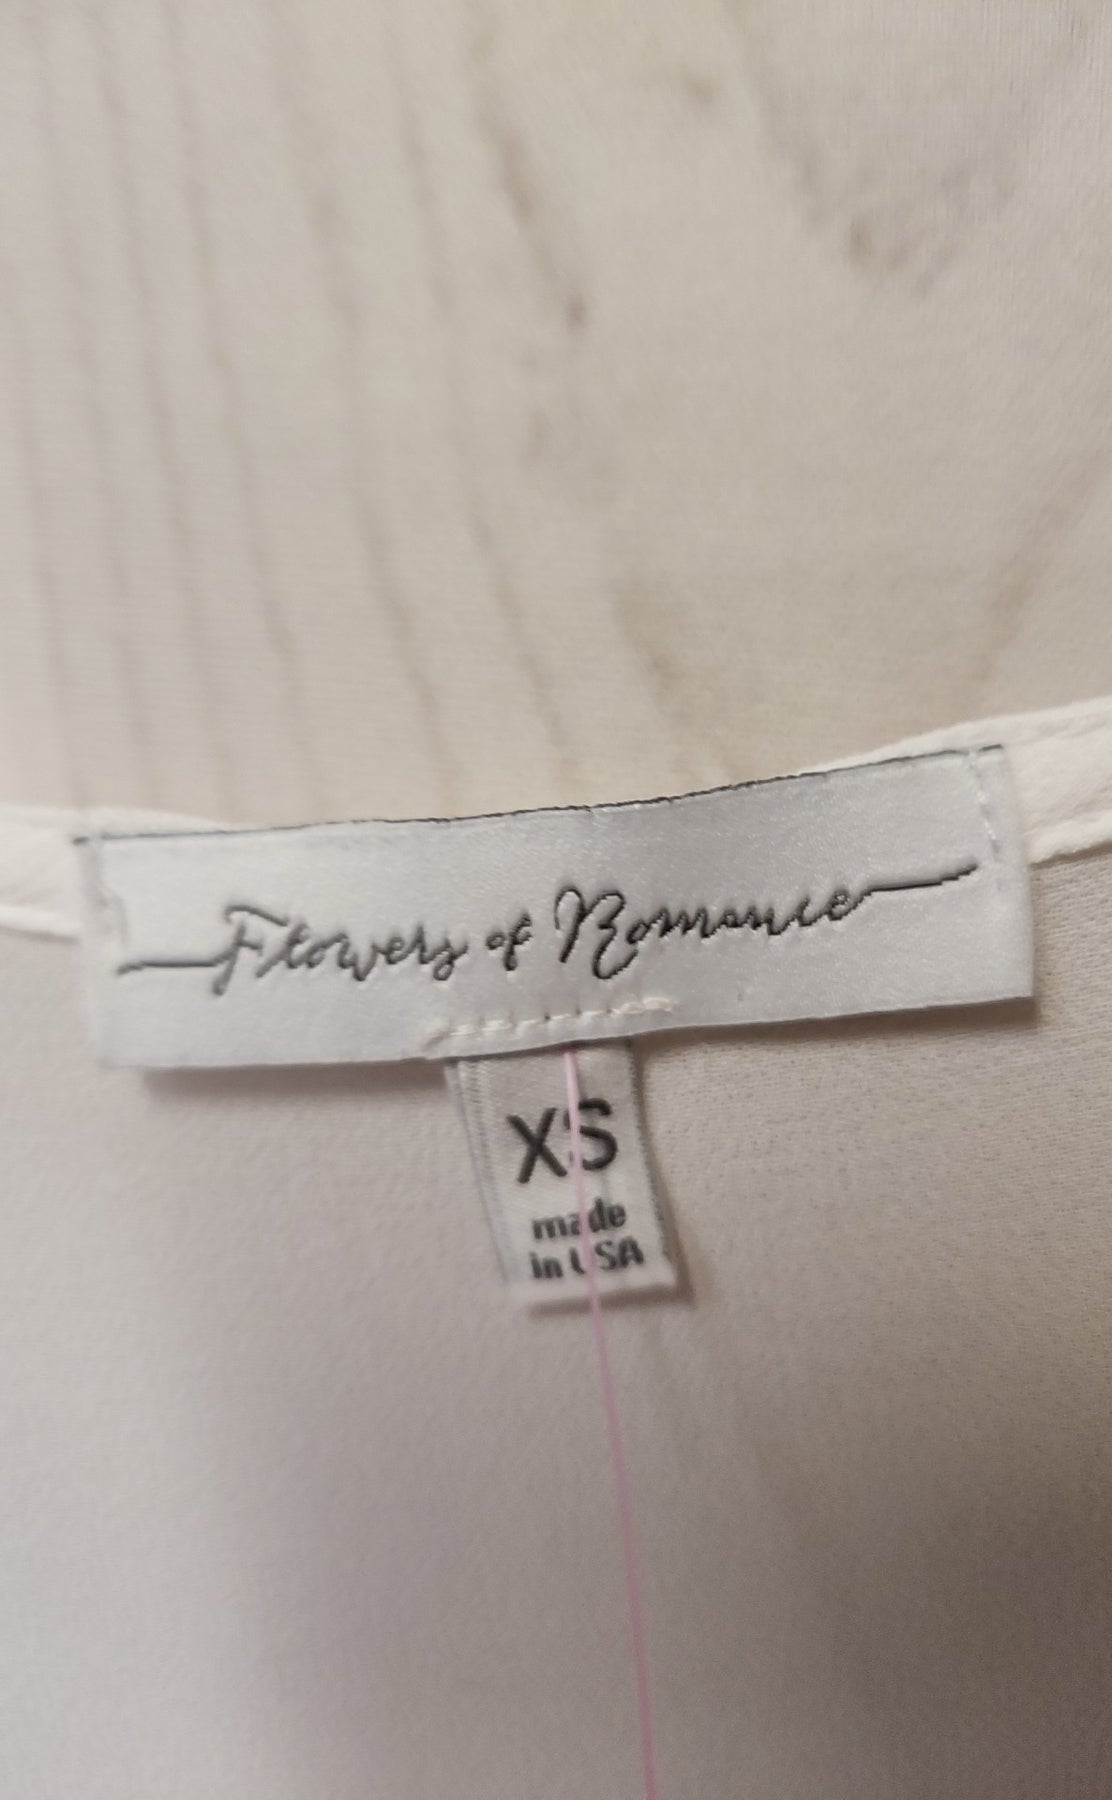 Flowers of Romance
XS
made
in USA